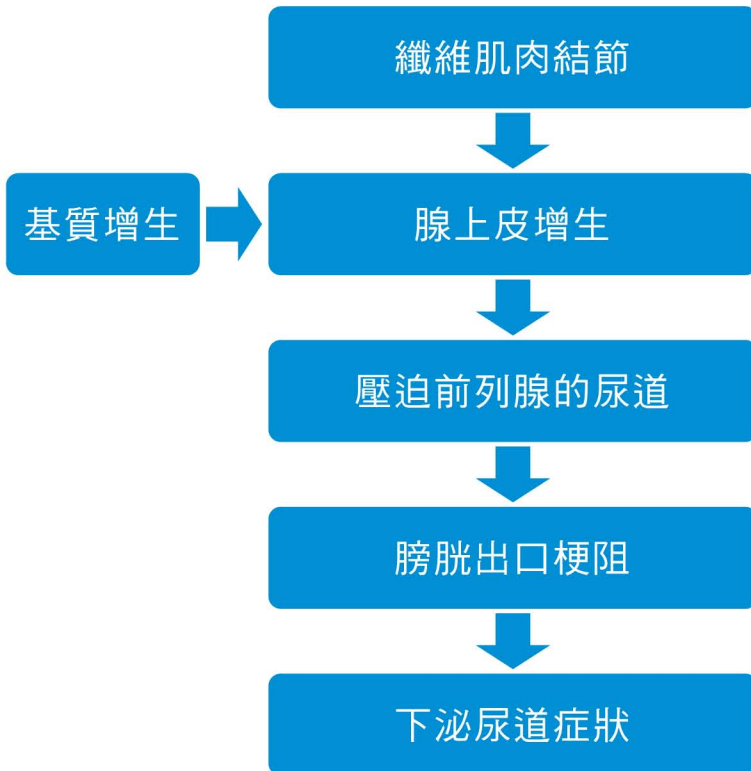 纖維肌肉結節
基質增生
腺上皮增生
壓迫前列腺的尿道
膀胱出口梗阻
下泌尿道症狀